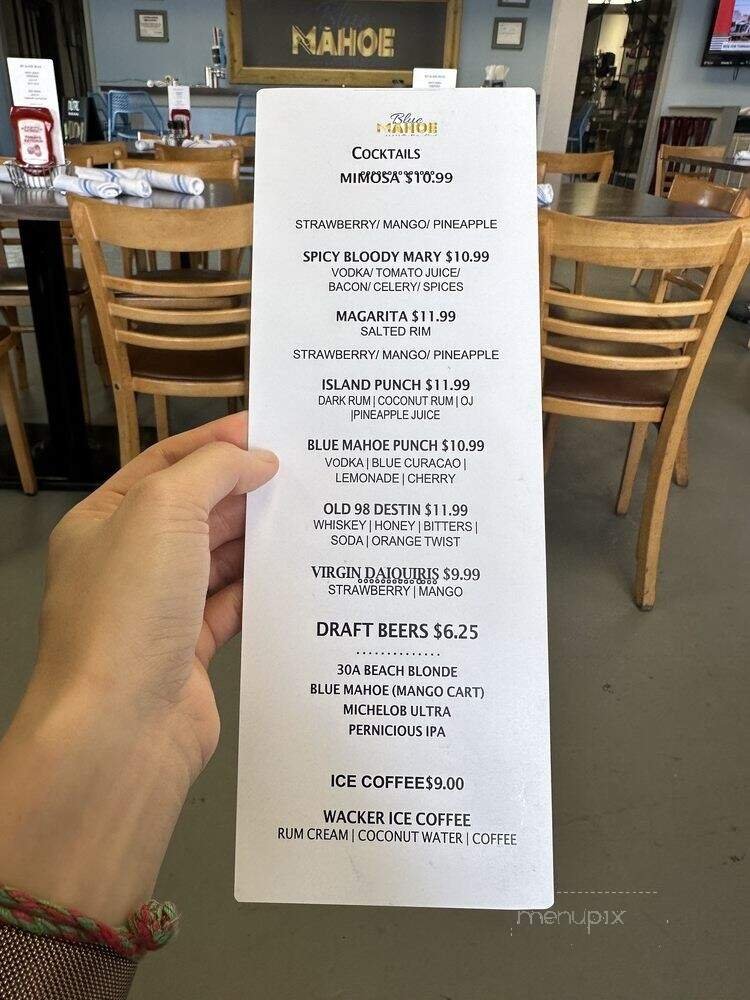 Blue
MAHOE
Blue
MAHOE
COCKTAILS
MIMOSA $10.99
STRAWBERRY/ MANGO/ PINEAPPLE
SPICY BLOODY MARY $10.99
VODKA/ TOMATO JUICE/
BACON/ CELERY/ SPICES
MAGARITA $11.99
SALTED RIM
STRAWBERRY/ MANGO/ PINEAPPLE
ISLAND PUNCH $11.99
DARK RUM | COCONUT RUM | OJ
|PINEAPPLE JUICE
BLUE MAHOE PUNCH $10.99
VODKA | BLUE CURACAO |
LEMONADE | CHERRY
OLD 98 DESTIN $11.99
WHISKEY | HONEY | BITTERS |
SODA | ORANGE TWIST
VIRGIN DAIQUIRIS $9.99
STRAWBERRY | MANGO
DRAFT BEERS $6.25
30A BEACH BLONDE
BLUE MAHOE (MANGO CART)
MICHELOB ULTRA
PERNICIOUS IPA
ICE COFFEE$9.00
WACKER ICE COFFEE
RUM CREAM | COCONUT WATER | COFFEE
menupix